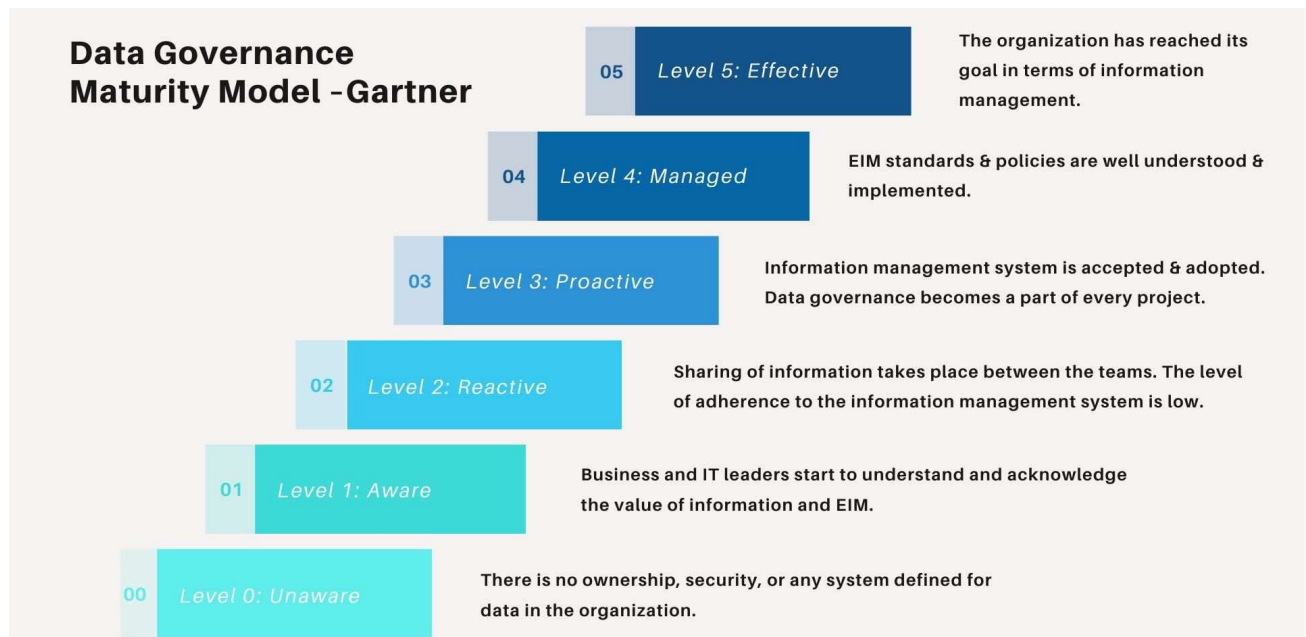 Data Governance
Maturity Model –Gartner
05
Level 5: Effective
The organization has reached its
goal in terms of information
management.
04
Level 4: Managed
EIM standards & policies are well understood &
implemented.
03
Level 3: Proactive
Information management system is accepted & adopted.
Data governance becomes a part of every project.
02
Level 2: Reactive
Sharing of information takes place between the teams. The level
of adherence to the information management system is low.
01
Level 1: Aware
Business and IT leaders start to understand and acknowledge
the value of information and EIM.
00
Level 0: Unaware
There is no ownership, security, or any system defined for
data in the organization.